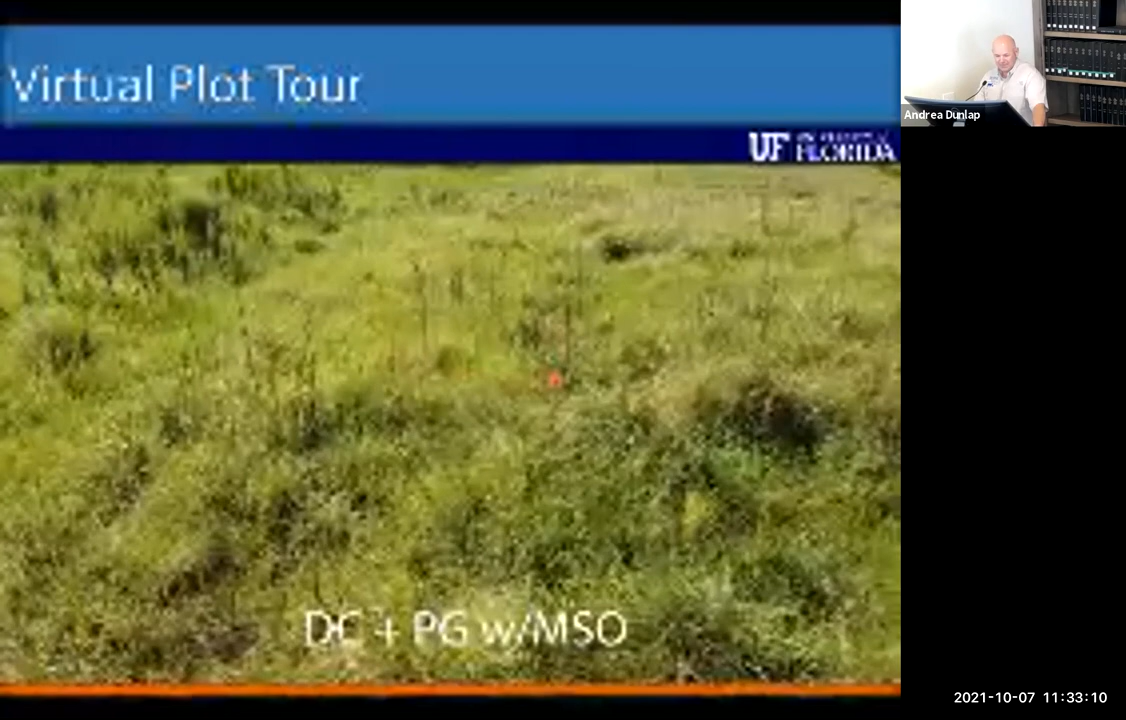 Virtual Plot Tour
UF
FLORIDA
Andrea Dunlap
DC + PG w/MSO
2021-10-07 11:33:10